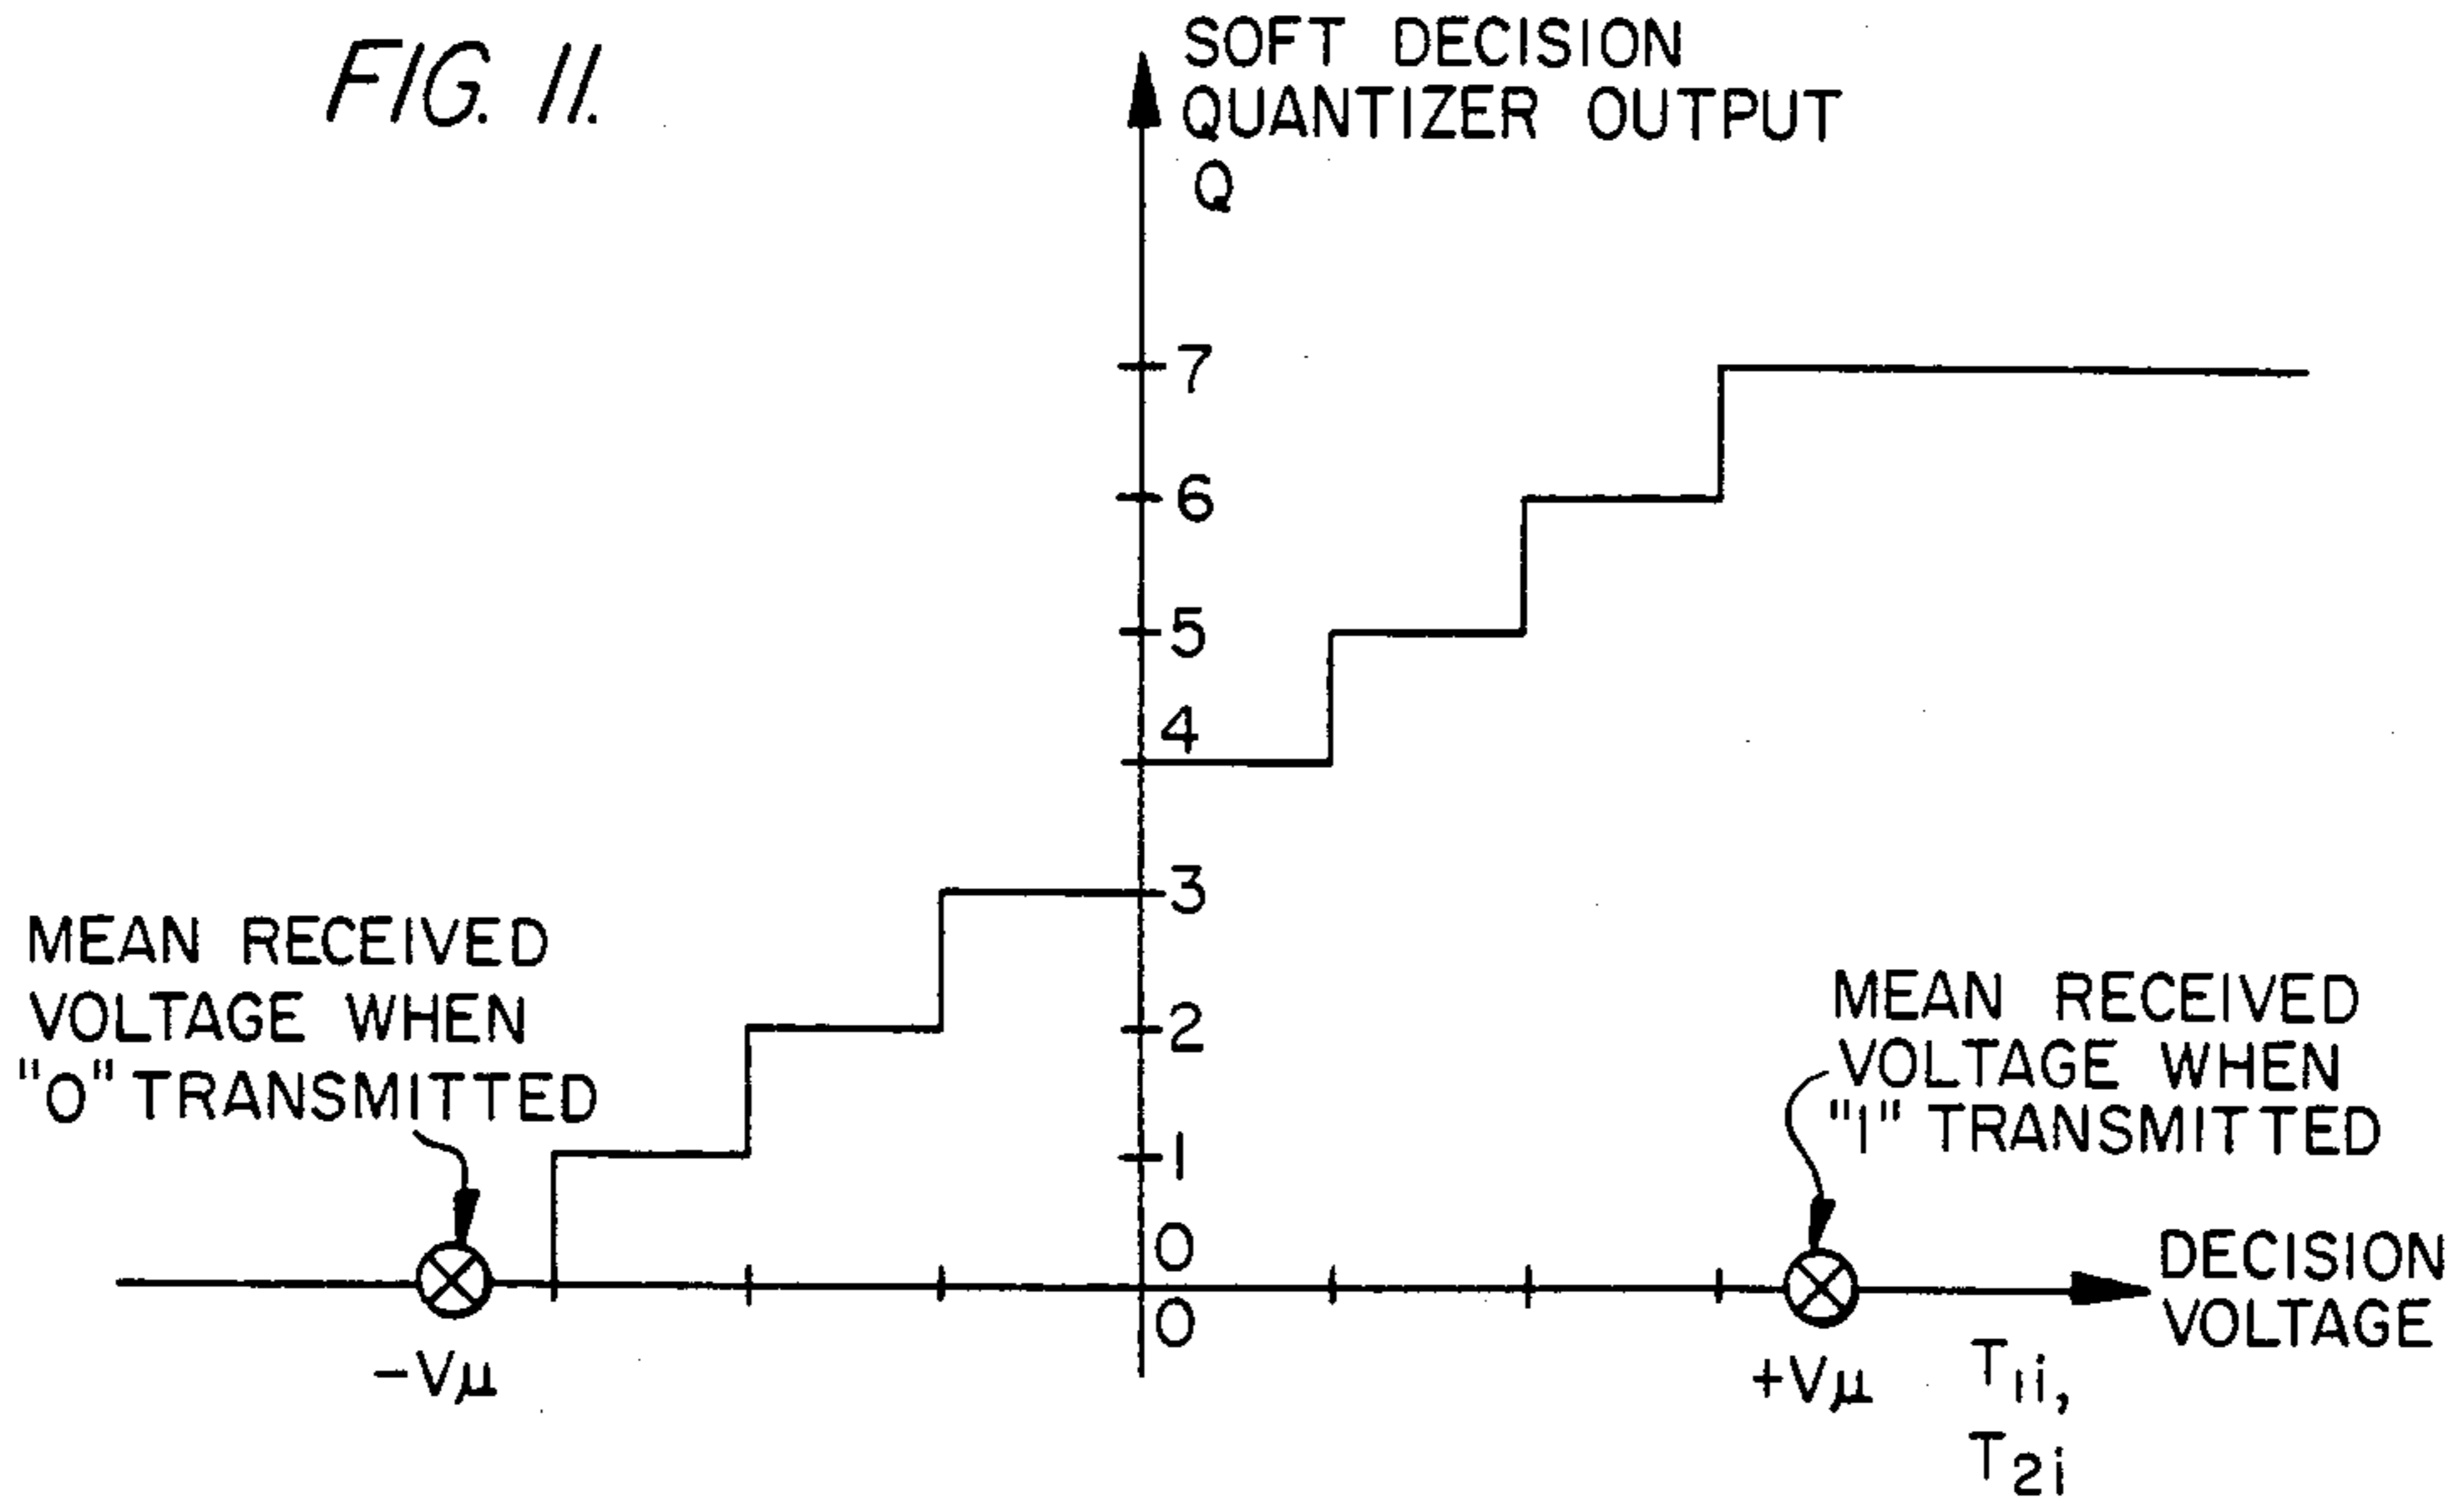 FIG. 11.
SOFT DECISION
QUANTIZER OUTPUT
Q
7
6
5
4
3
2
1
0
0
MEAN RECEIVED
VOLTAGE WHEN
"0" TRANSMITTED
-Vμ
MEAN RECEIVED
VOLTAGE WHEN
"1" TRANSMITTED
+Vμ
DECISION
VOLTAGE
T1i,
T2i